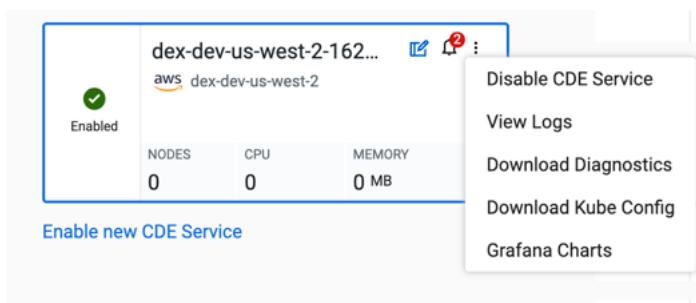 dex-dev-us-west-2-162...
2
aws dex-dev-us-west-2
Enabled
NODES CPU MEMORY
0 0 0 MB
Enable new CDE Service
Disable CDE Service
View Logs
Download Diagnostics
Download Kube Config
Grafana Charts